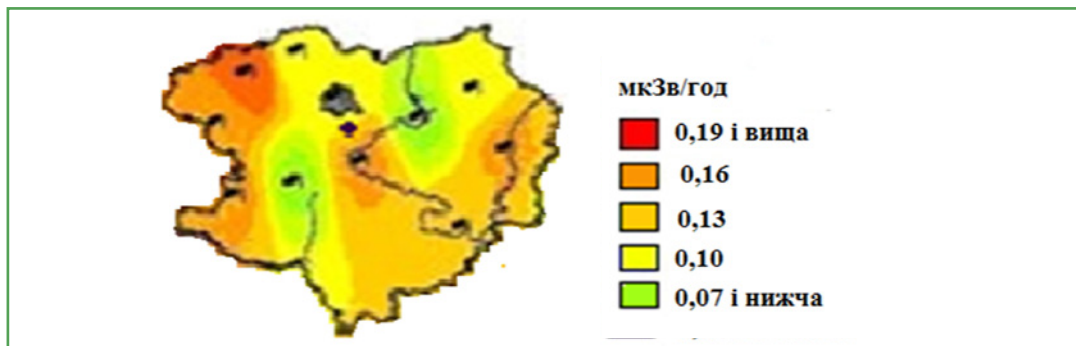 мкЗв/год
0,19 і вища
0,16
0,13
0,10
0,07 і нижча